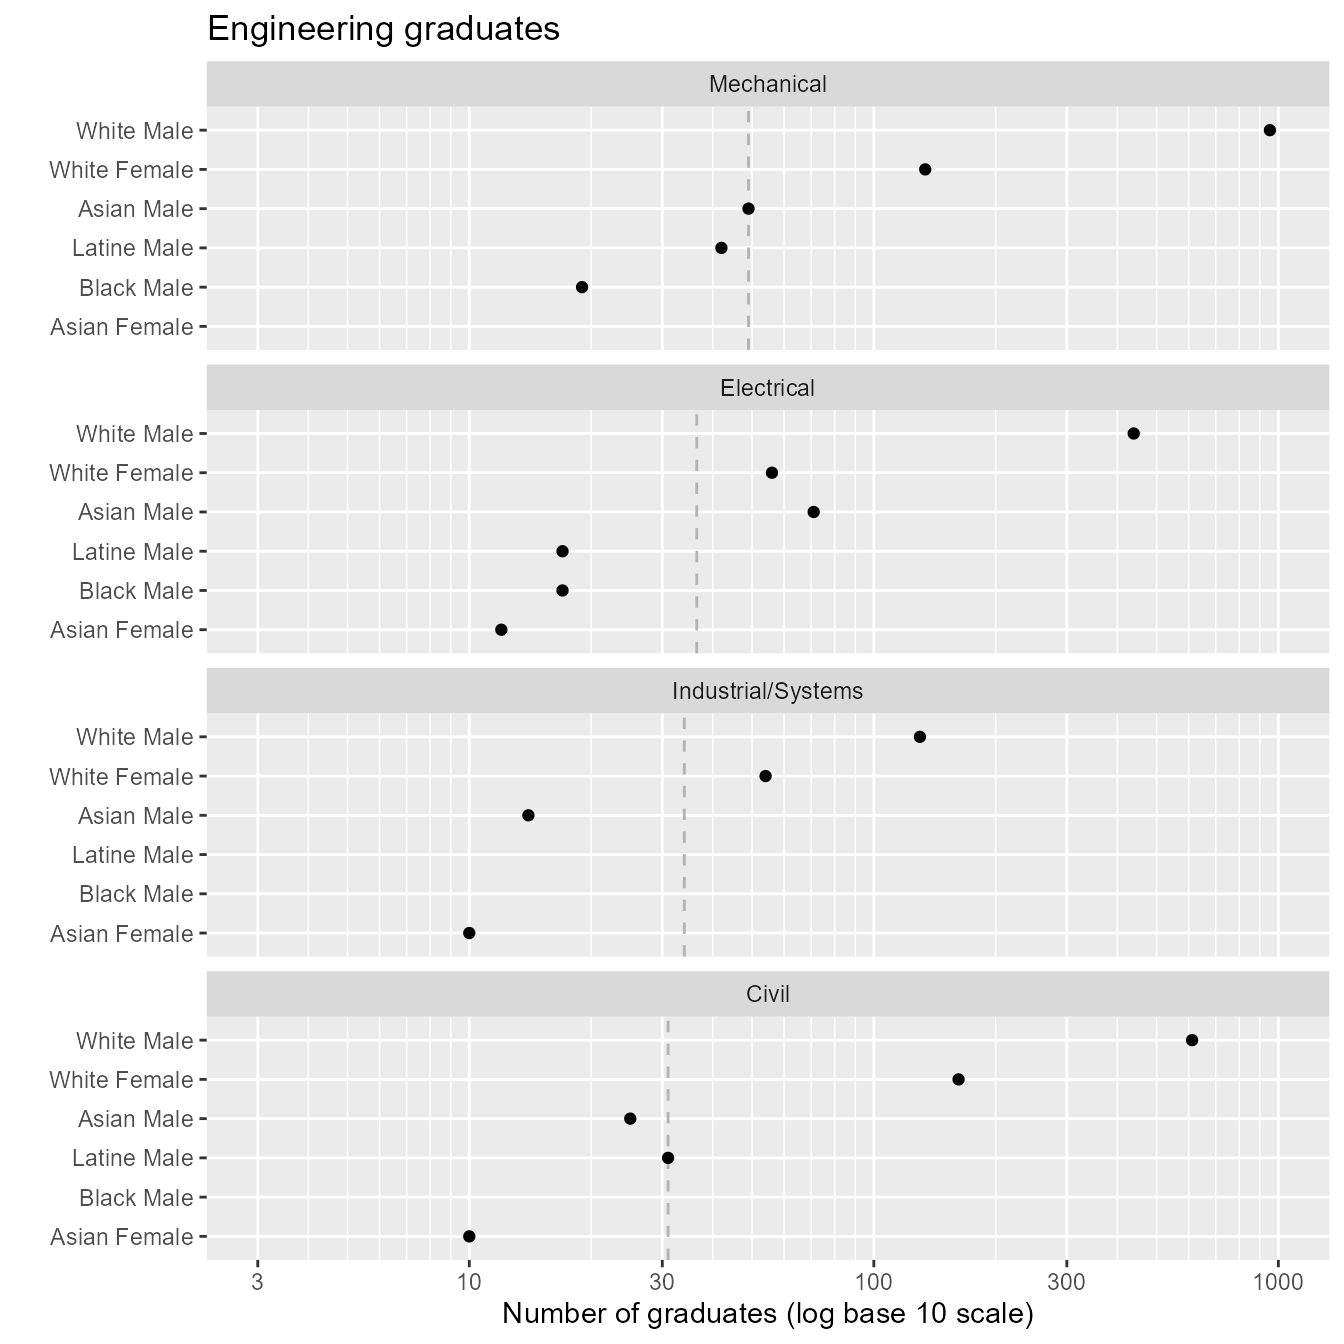 Engineering graduates
Mechanical
White Male
White Female
Asian Male
Latine Male
Black Male
Asian Female
Electrical
White Male
White Female
Asian Male
Latine Male
Black Male
Asian Female
Industrial/Systems
White Male
White Female
Asian Male
Latine Male
Black Male
Asian Female
Civil
White Male
White Female
Asian Male
Latine Male
Black Male
Asian Female
3 10 30 100 300 1000
Number of graduates (log base 10 scale)